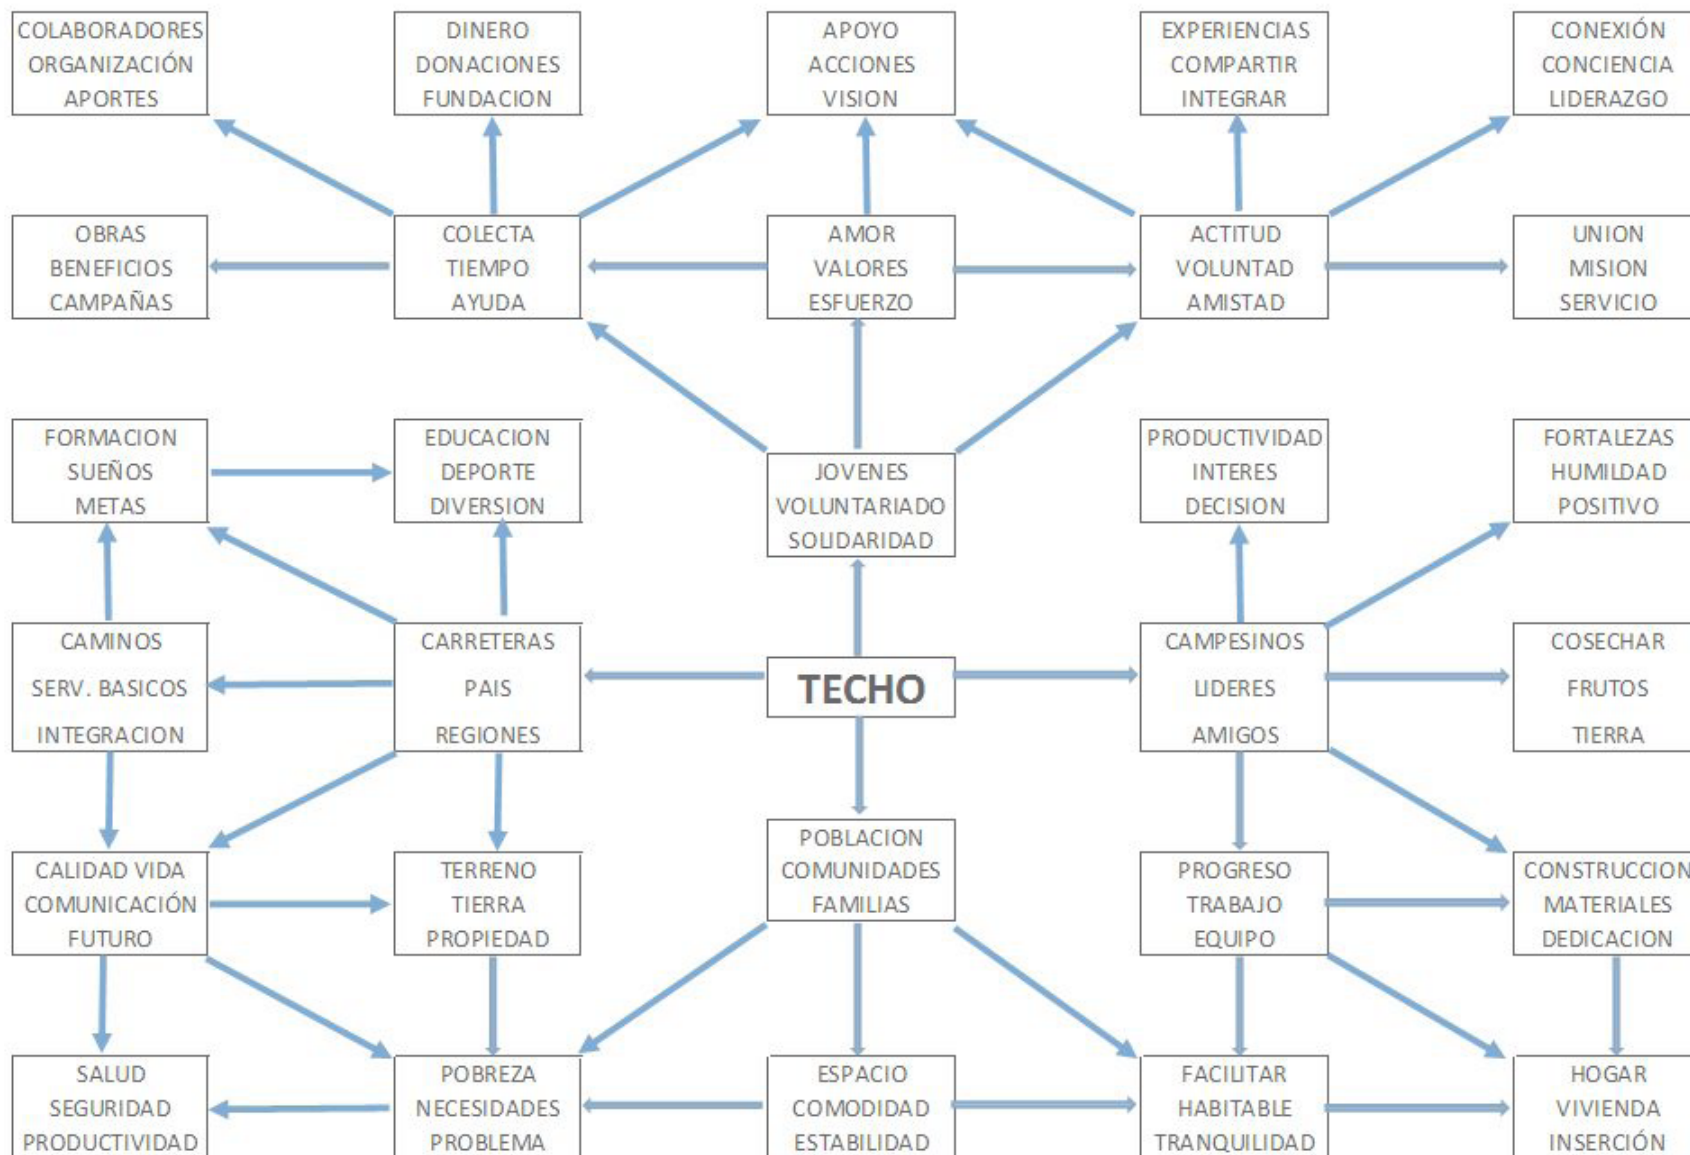 COLABORADORES
ORGANIZACIÓN
APORTES
DINERO
DONACIONES
FUNDACION
APOYO
ACCIONES
VISION
EXPERIENCIAS
COMPARTIR
INTEGRAR
CONEXIÓN
CONCIENCIA
LIDERAZGO
OBRAS
BENEFICIOS
CAMPAÑAS
COLECTA
TIEMPO
AYUDA
AMOR
VALORES
ESFUERZO
ACTITUD
VOLUNTAD
AMISTAD
UNION
MISION
SERVICIO
FORMACION
SUEÑOS
METAS
EDUCACION
DEPORTE
DIVERSION
JOVENES
VOLUNTARIADO
SOLIDARIDAD
PRODUCTIVIDAD
INTERES
DECISION
FORTALEZAS
HUMILDAD
POSITIVO
CAMINOS
SERV. BASICOS
INTEGRACION
CARRETERAS
PAIS
REGIONES
TECHO
CAMPESINOS
LIDERES
AMIGOS
COSECHAR
FRUTOS
TIERRA
CALIDAD VIDA
COMUNICACIÓN
FUTURO
TERRENO
TIERRA
PROPIEDAD
POBLACION
COMUNIDADES
FAMILIAS
PROGRESO
TRABAJO
EQUIPO
CONSTRUCCION
MATERIALES
DEDICACION
SALUD
SEGURIDAD
PRODUCTIVIDAD
POBREZA
NECESIDADES
PROBLEMA
ESPACIO
COMODIDAD
ESTABILIDAD
FACILITAR
HABITABLE
TRANQUILIDAD
HOGAR
VIVIENDA
INSERCIÓN